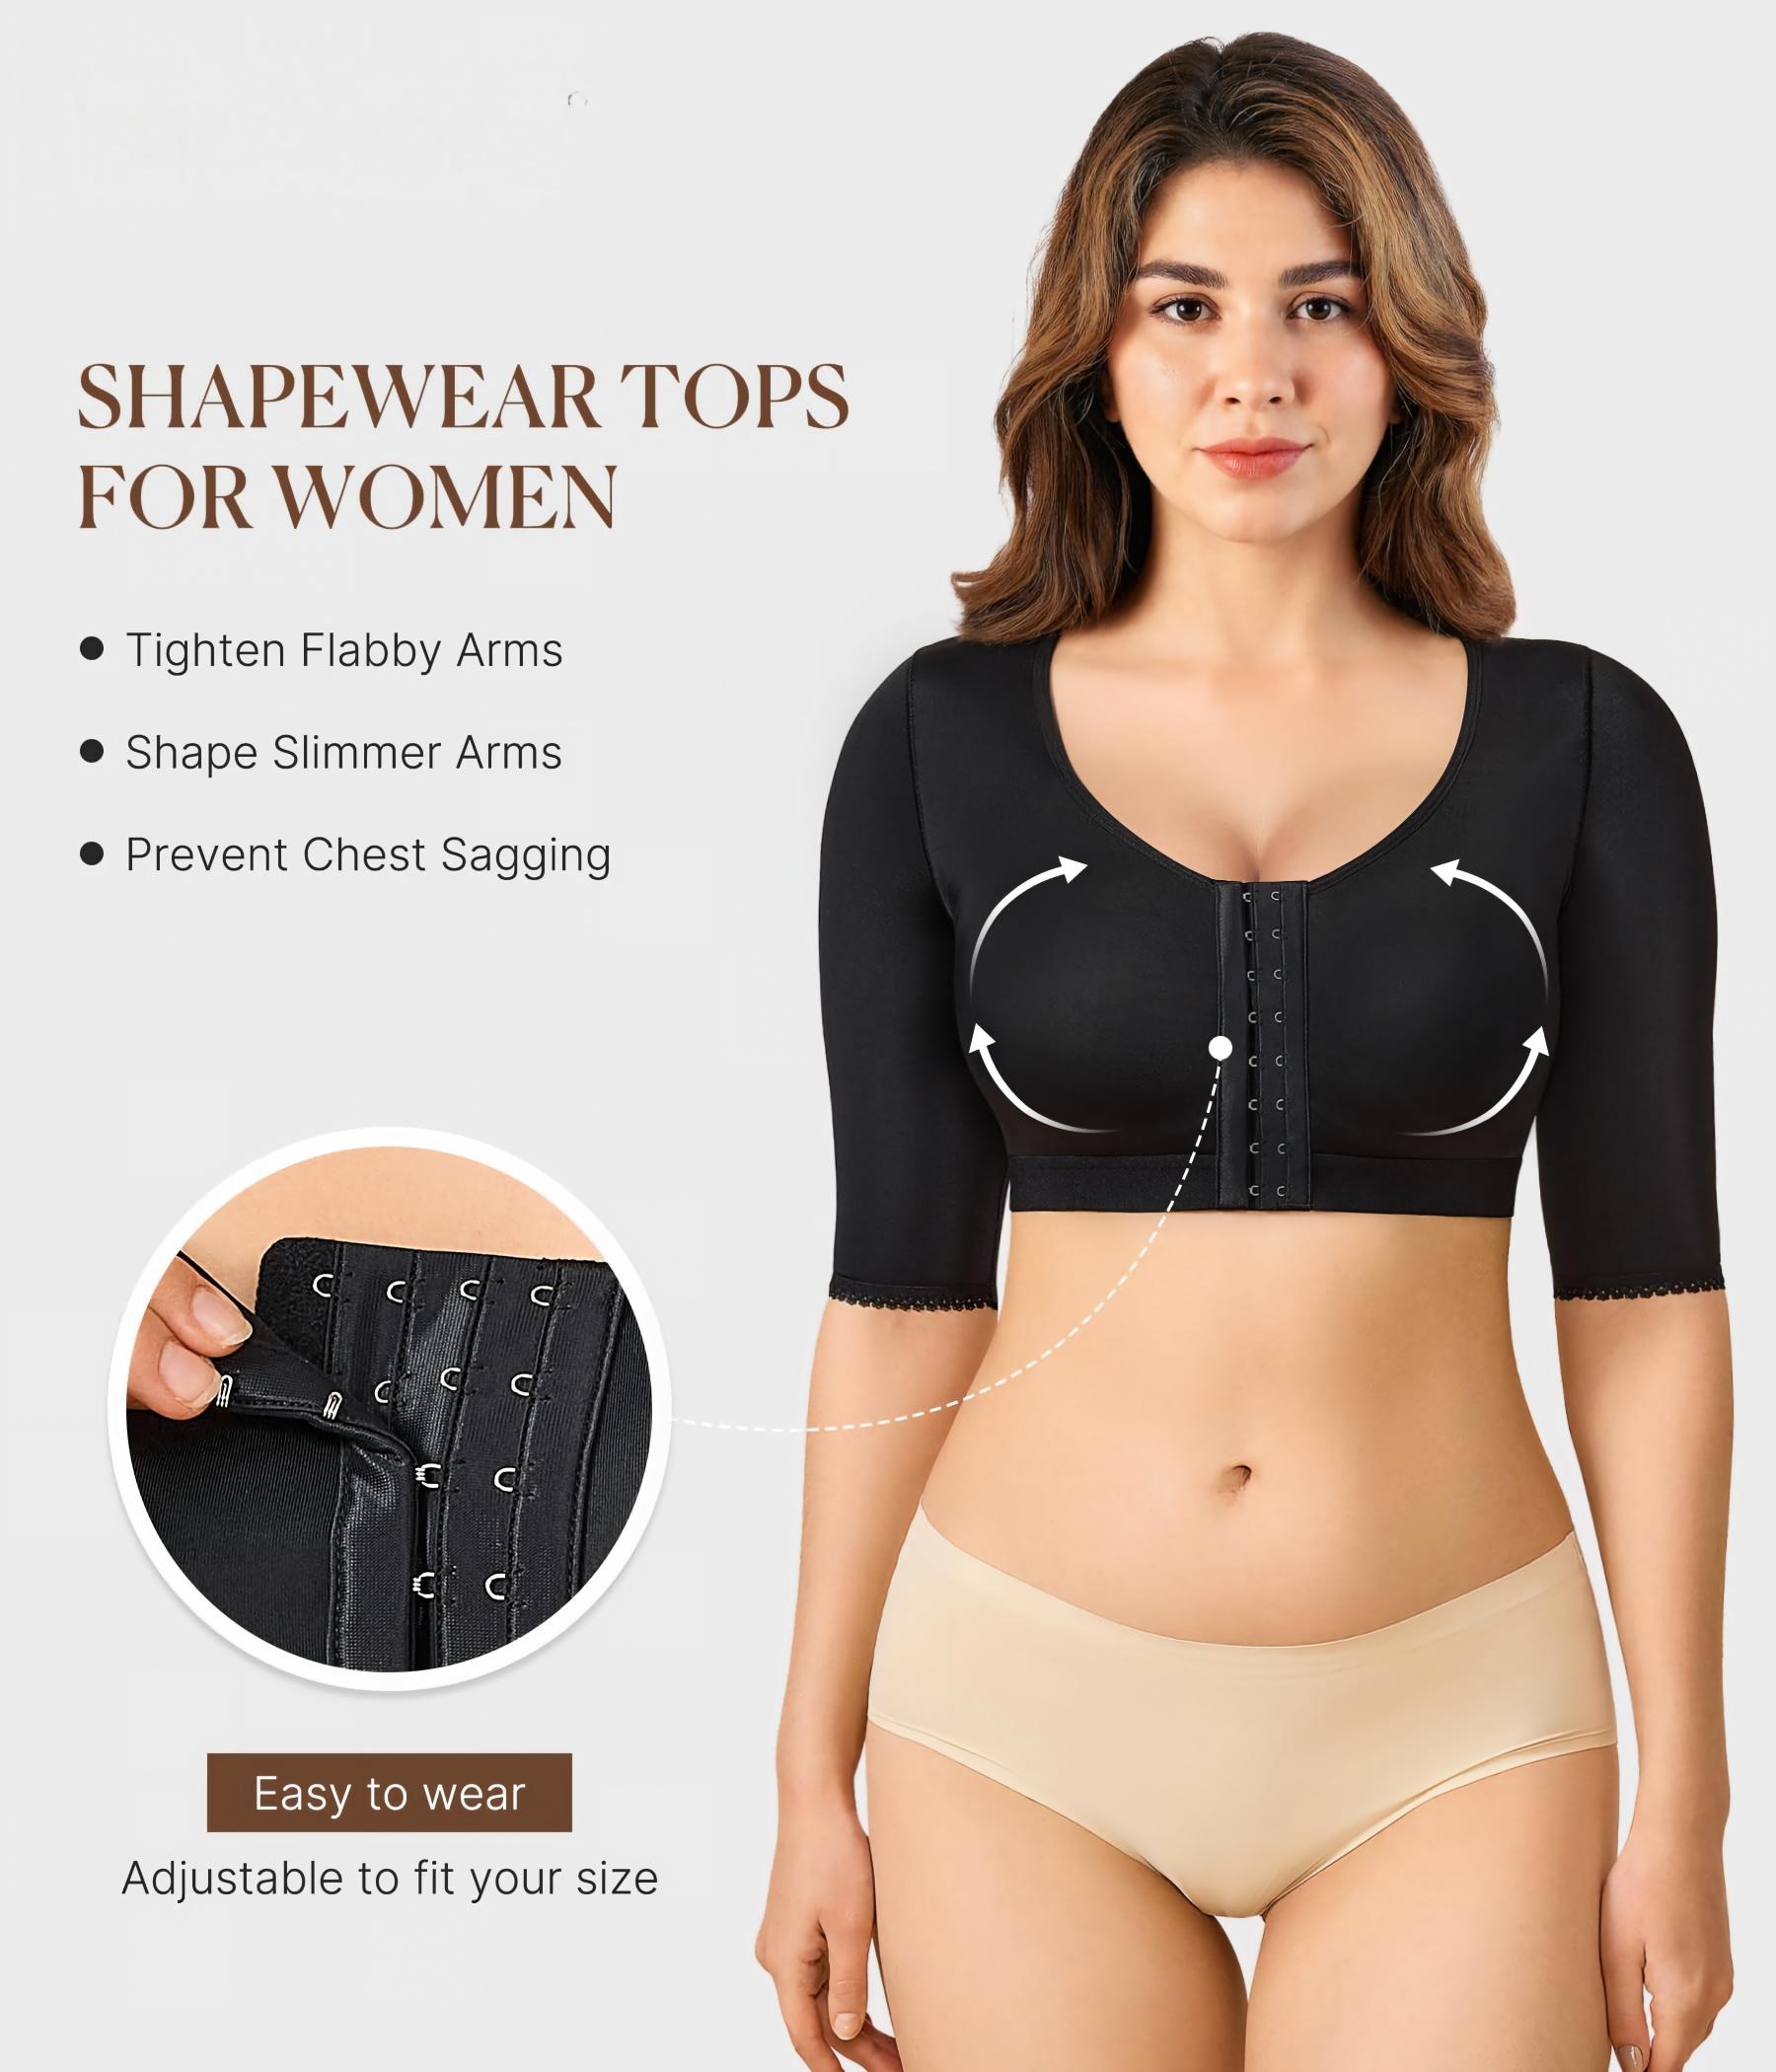 SHAPEWEAR TOPS
FOR WOMEN
Tighten Flabby Arms
Shape Slimmer Arms
Prevent Chest Sagging
Easy to wear
Adjustable to fit your size